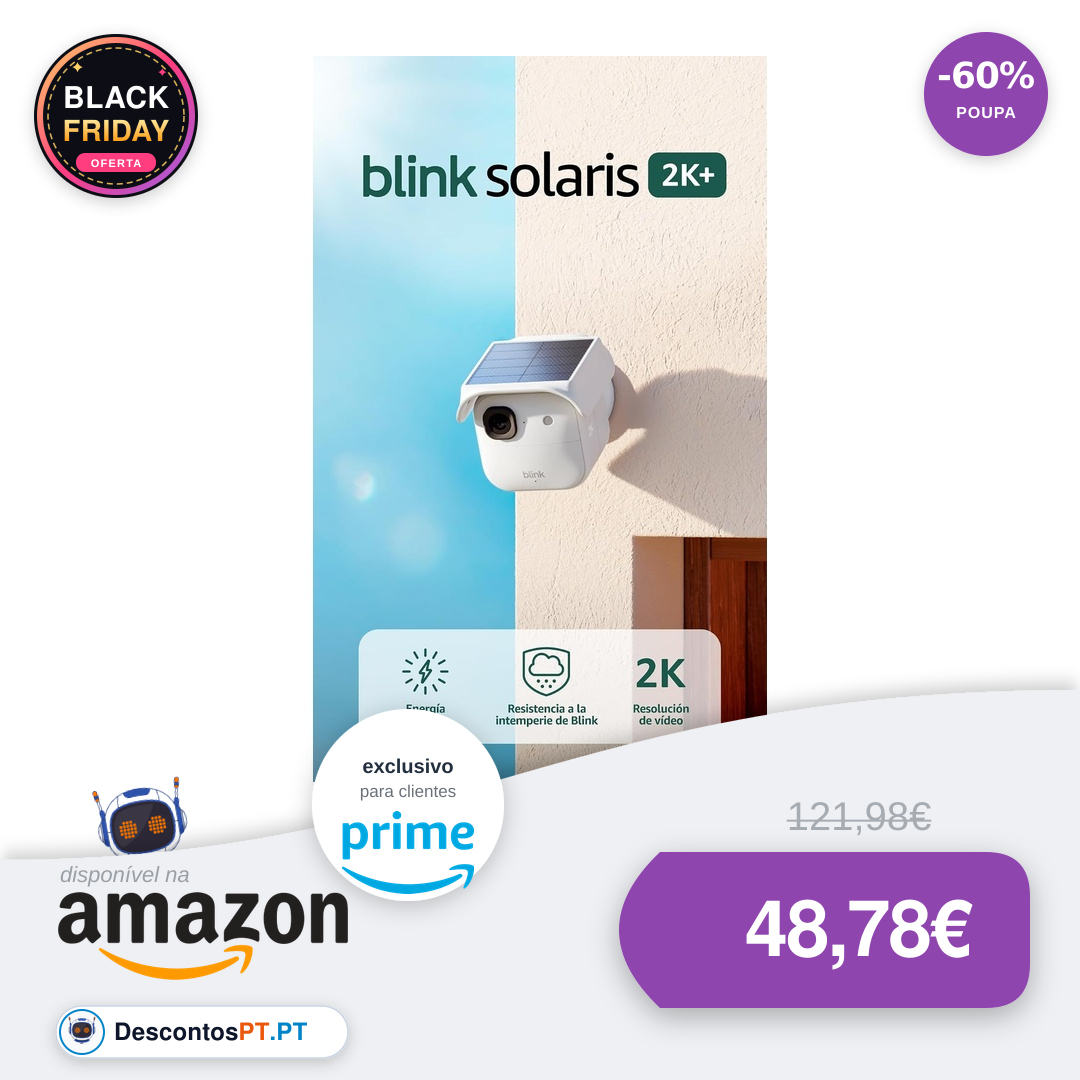 BLACK
FRIDAY
OFERTA
-60%
POUPA
blink solaris 2K+
blink
2K
Energía
Resistencia a la
intemperie de Blink
Resolución
de vídeo
exclusivo
para clientes
prime
121,98€
48,78€
disponível na
amazon
DescontosPT.PT